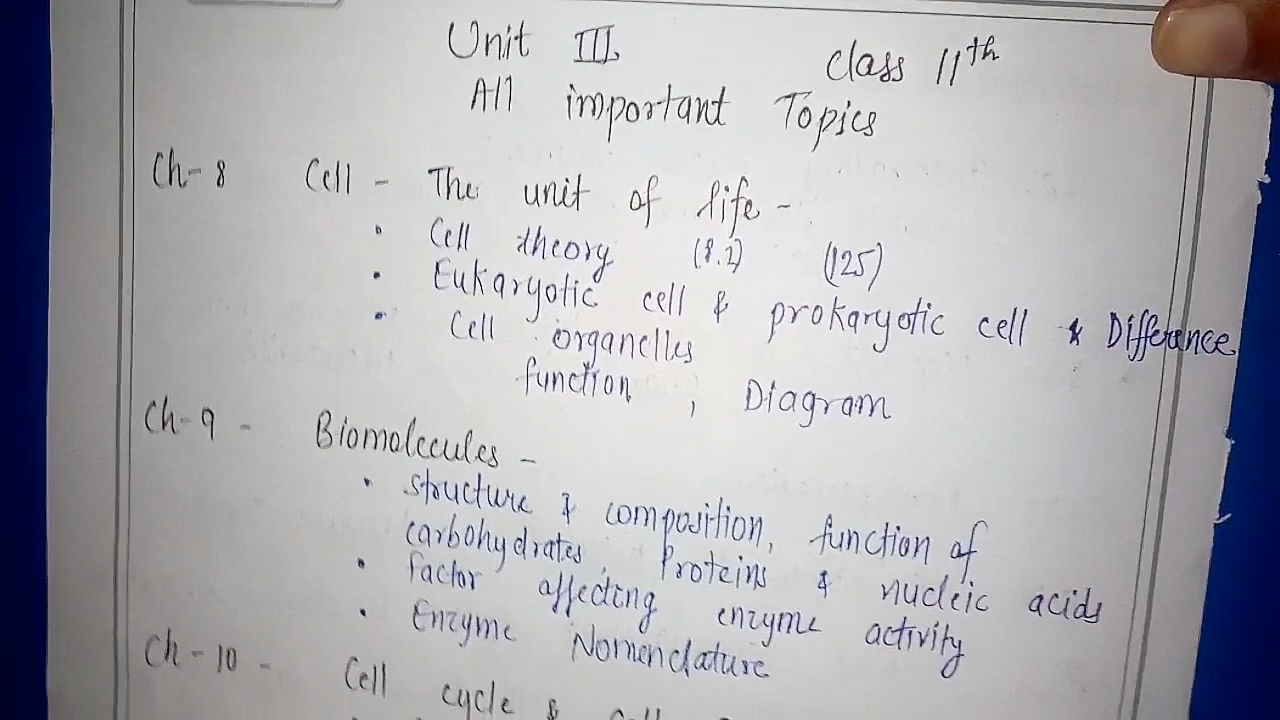 Unit III Class 11th
All important Topics
Ch-8 Cell - The unit of life -
• Cell theory (8.2) (125)
• Eukaryotic cell & prokaryotic cell & Difference
• Cell organelles
function, Diagram
Ch-9 - Biomolecules -
• structure & composition, function of
carbohydrates, Proteins & nucleic acids
• factor affecting enzyme activity
• Enzyme Nomenclature
Ch-10 - Cell cycle &